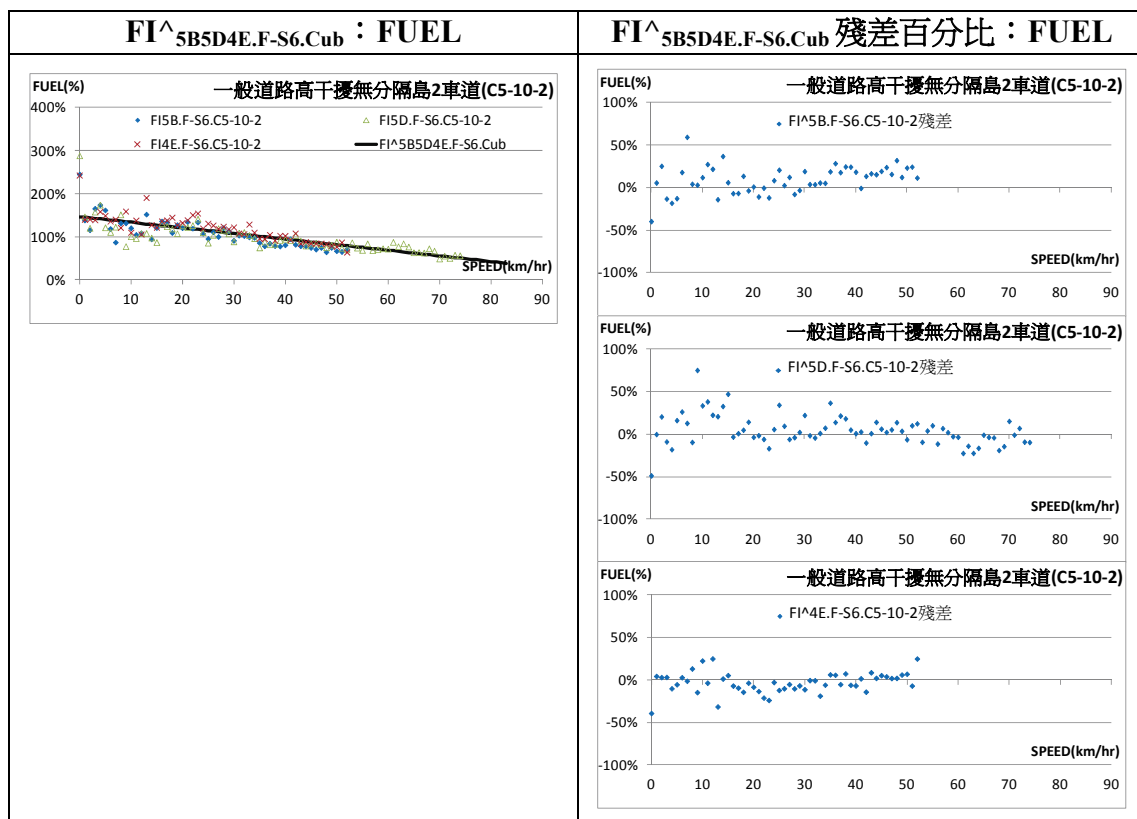 FI^5B5D4E.F-S6.Cub：FUEL
FI^5B5D4E.F-S6.Cub 殘差百分比：FUEL
FUEL(%)
一般道路高干擾無分隔島2車道(C5-10-2)
400%
300%
200%
100%
0%
FI5B.F-S6.C5-10-2
FI5D.F-S6.C5-10-2
FI4E.F-S6.C5-10-2
FI^5B5D4E.F-S6.Cub
SPEED(km/hr)
0 10 20 30 40 50 60 70 80 90
FUEL(%)
一般道路高干擾無分隔島2車道(C5-10-2)
100%
FI^5B.F-S6.C5-10-2殘差
50%
0%
-50%
SPEED(km/hr)
-100%
0 10 20 30 40 50 60 70 80 90
FUEL(%)
一般道路高干擾無分隔島2車道(C5-10-2)
100%
FI^5D.F-S6.C5-10-2殘差
50%
0%
-50%
SPEED(km/hr)
-100%
0 10 20 30 40 50 60 70 80 90
FUEL(%)
一般道路高干擾無分隔島2車道(C5-10-2)
100%
FI^4E.F-S6.C5-10-2殘差
50%
0%
-50%
SPEED(km/hr)
-100%
0 10 20 30 40 50 60 70 80 90